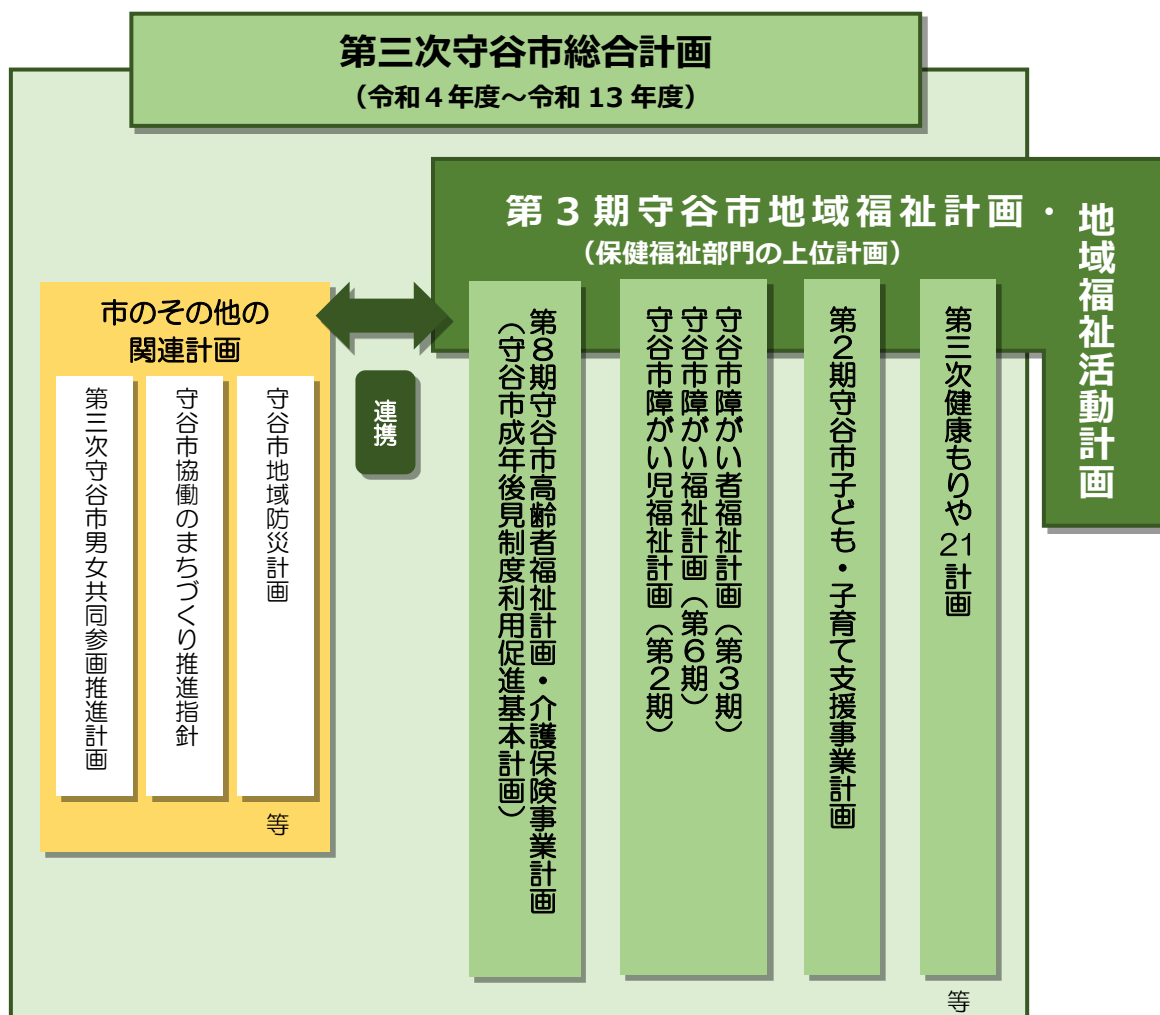 第三次守谷市総合計画
（令和４年度～令和 13 年度）
第３期守谷市地域福祉計画・
地域福祉活動計画
（保健福祉部門の上位計画）
市のその他の
関連計画
守谷市地域防災計画
守谷市協働のまちづくり推進指針
第三次守谷市男女共同参画推進計画
等
連携
第三次健康もりや21計画
第２期守谷市子ども・子育て支援事業計画
守谷市障がい者福祉計画（第３期）
守谷市障がい福祉計画（第６期）
守谷市障がい児福祉計画（第２期）
第８期守谷市高齢者福祉計画・介護保険事業計画
（守谷市成年後見制度利用促進基本計画）
等